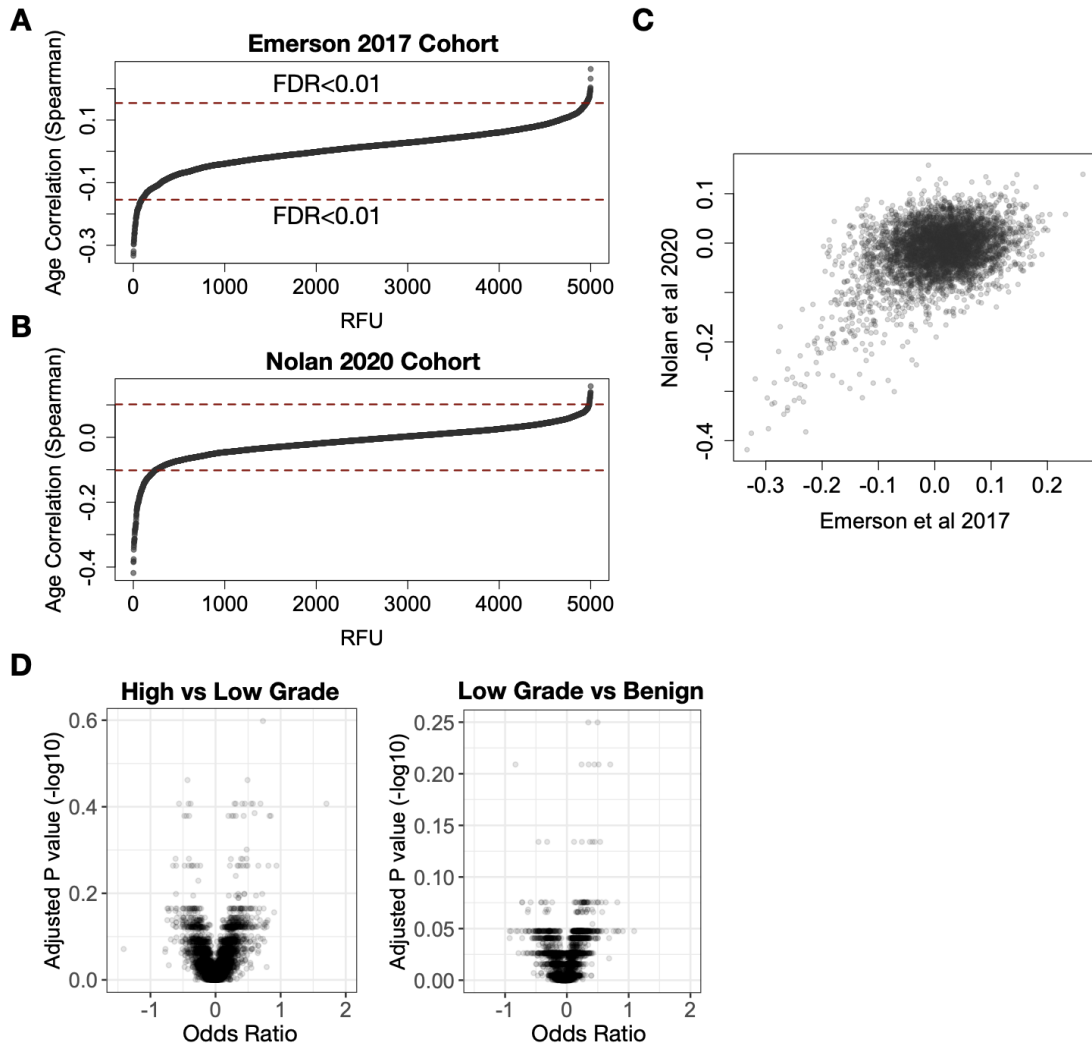 A
Emerson 2017 Cohort
Age Correlation (Spearman)
0.1
-0.1
-0.3
FDR<0.01
FDR<0.01
0 1000 2000 3000 4000 5000
RFU
B
Nolan 2020 Cohort
Age Correlation (Spearman)
0.0
-0.2
-0.4
0 1000 2000 3000 4000 5000
RFU
C
Nolan et al 2020
0.1
0.0
-0.2
-0.4
-0.3 -0.2 -0.1 0.0 0.1 0.2
Emerson et al 2017
D
High vs Low Grade
Adjusted P value (-log10)
0.6
0.4
0.2
0.0
-1 0 1 2
Odds Ratio
Low Grade vs Benign
Adjusted P value (-log10)
0.25
0.20
0.15
0.10
0.05
0.00
-1 0 1 2
Odds Ratio